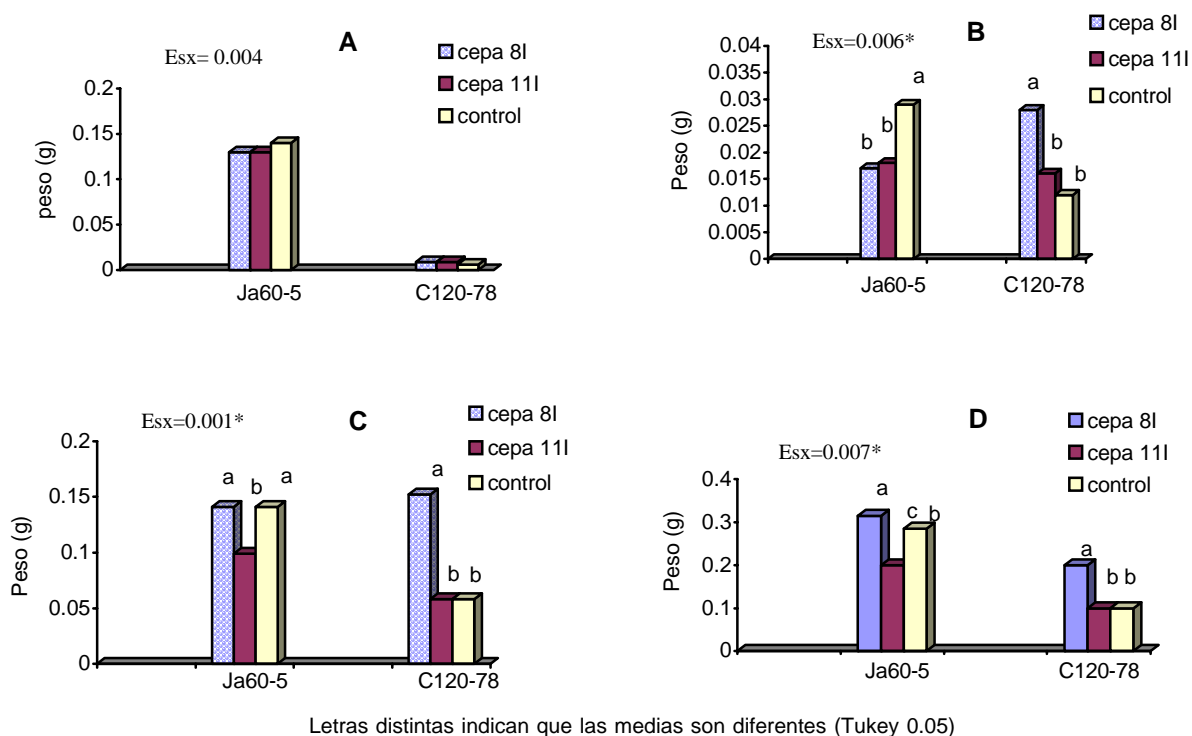 A
Esx= 0.004
cepa 8I
cepa 11I
control
peso (g)
0.2
0.15
0.1
0.05
0
Ja60-5
C120-78
B
Esx=0.006*
cepa 8I
cepa 11I
control
Peso (g)
0.04
0.035
0.03
0.025
0.02
0.015
0.01
0.005
0
b b a
a b b
Ja60-5
C120-78
C
Esx=0.001*
cepa 8I
cepa 11I
control
Peso (g)
0.2
0.15
0.1
0.05
0
a b a
a b b
Ja60-5
C120-78
D
Esx=0.007*
cepa 8I
cepa 11I
control
Peso (g)
0.4
0.3
0.2
0.1
0
a c b
a b b
Ja60-5
C120-78
Letras distintas indican que las medias son diferentes (Tukey 0.05)